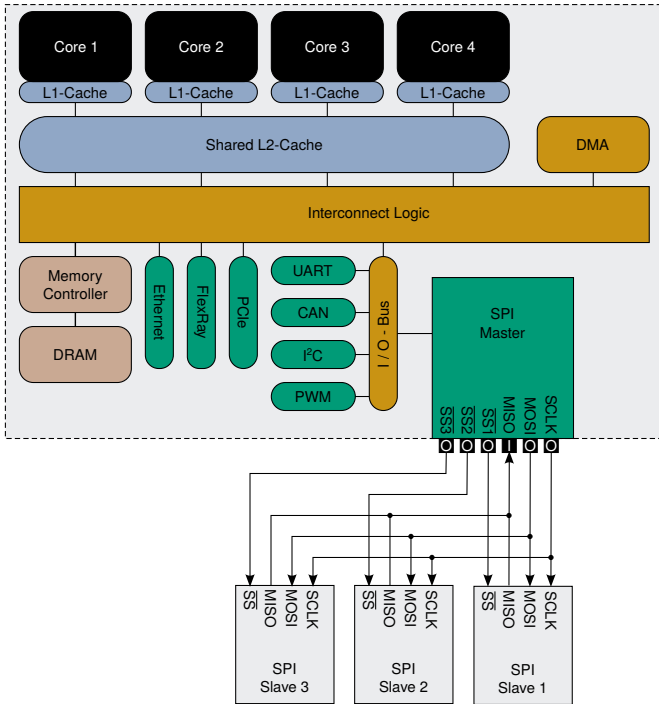 Core 1
Core 2
Core 3
Core 4
L1-Cache
L1-Cache
L1-Cache
L1-Cache
Shared L2-Cache
DMA
Interconnect Logic
Memory
Controller
DRAM
Ethernet
FlexRay
PCIe
UART
CAN
I²C
PWM
I / O - Bus
SPI
Master
SS3
SS2
SS1
MISO
MOSI
SCLK
O
O
O
I
O
O
SS
MISO
MOSI
SCLK
SPI
Slave 3
SS
MISO
MOSI
SCLK
SPI
Slave 2
SS
MISO
MOSI
SCLK
SPI
Slave 1